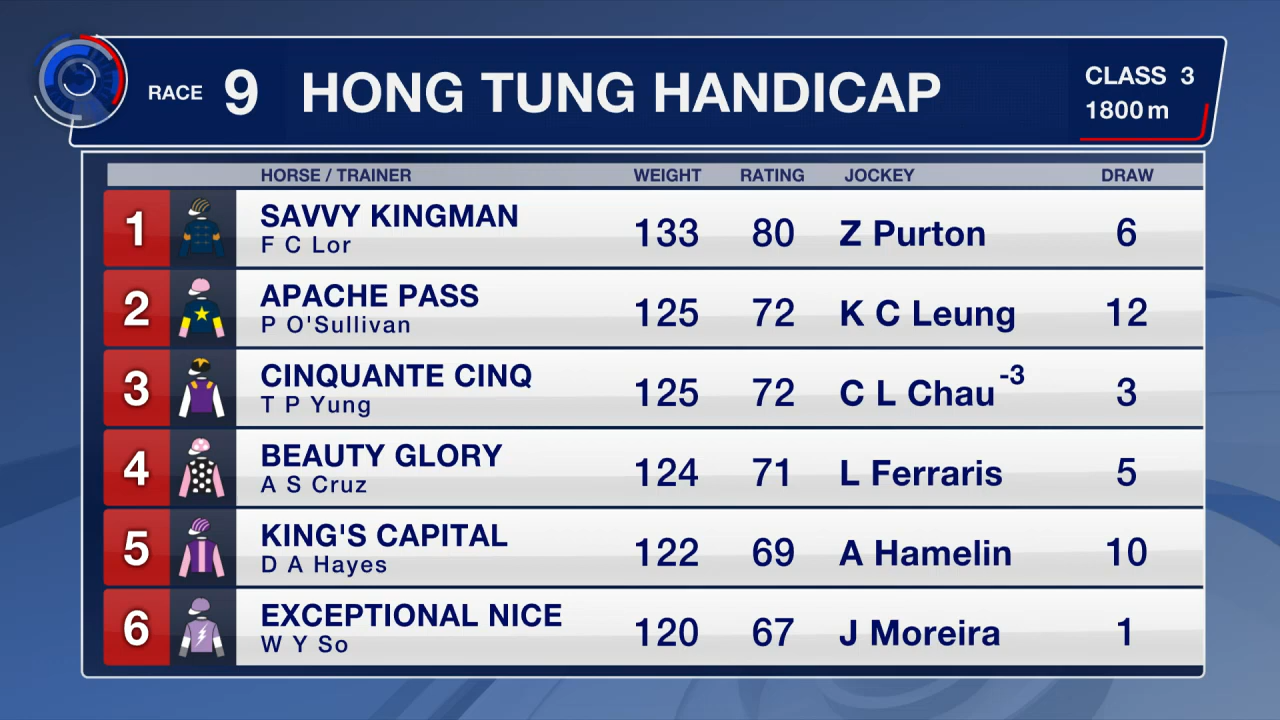 RACE 9 HONG TUNG HANDICAP
CLASS 3
1800m
HORSE / TRAINER WEIGHT RATING JOCKEY DRAW
1 SAVVY KINGMAN 133 80 Z Purton 6
F C Lor
2 APACHE PASS 125 72 K C Leung 12
P O'Sullivan
3 CINQUANTE CINQ 125 72 C L Chau -3 3
T P Yung
4 BEAUTY GLORY 124 71 L Ferraris 5
A S Cruz
5 KING'S CAPITAL 122 69 A Hamelin 10
D A Hayes
6 EXCEPTIONAL NICE 120 67 J Moreira 1
W Y So